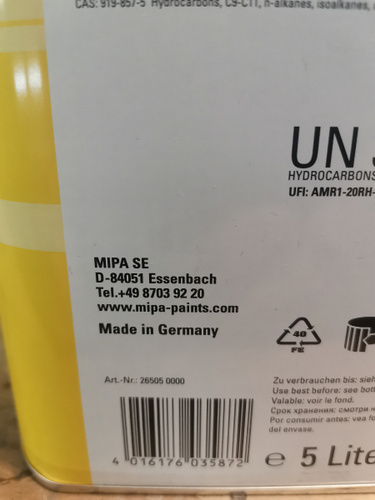 CAS: 919-857-5 Hydrocarbons, C9-C11, n-alkanes, isoalkanes,
UN
HYDROCARBONS
UFI: AMR1-20RH-
MIPA SE
D-84051 Essenbach
Tel.+49 8703 92 20
www.mipa-paints.com
Made in Germany
40
FE
Art.-Nr.: 26505 0000
Zu verbrauchen bis:
Use best before: see
Valable: voir le fond.
Срок хранения: смотри
Por consumir antes: vea
del envase.
4 016176 035872
e 5